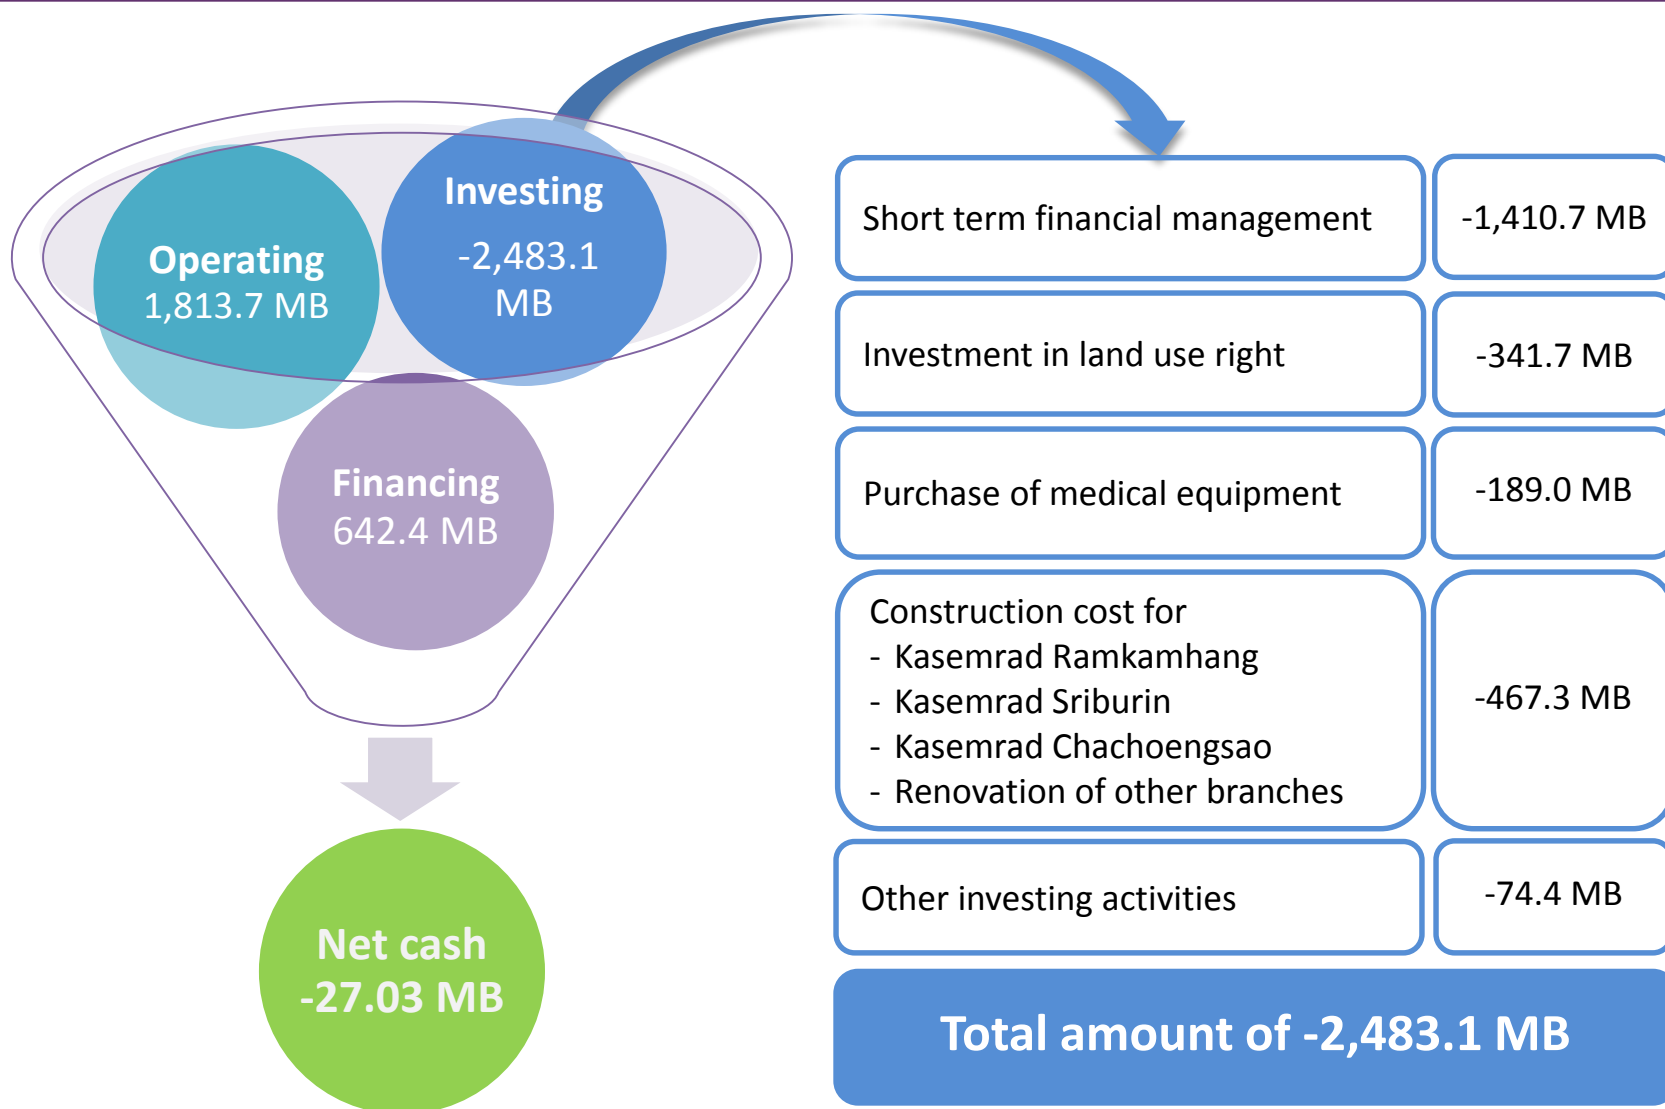 Operating
1,813.7 MB
Investing
-2,483.1
MB
Financing
642.4 MB
Net cash
-27.03 MB
Short term financial management
-1,410.7 MB
Investment in land use right
-341.7 MB
Purchase of medical equipment
-189.0 MB
Construction cost for
- Kasemrad Ramkamhang
- Kasemrad Sriburin
- Kasemrad Chachoengsao
- Renovation of other branches
-467.3 MB
Other investing activities
-74.4 MB
Total amount of -2,483.1 MB